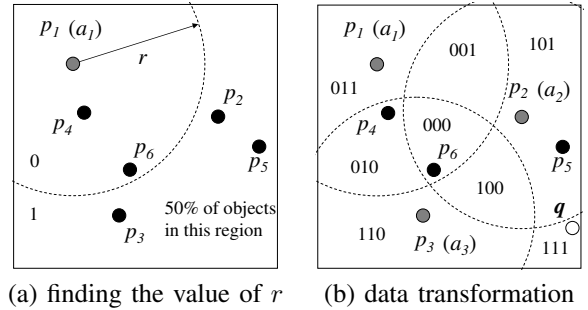 p1 (a1)
r
p2
p4
p6
p5
0
1
50% of objects
in this region
p3
(a) finding the value of r
p1 (a1)
001
101
011
p2 (a2)
p4
000
p6
p5
010
100
q
110
p3 (a3)
111
(b) data transformation